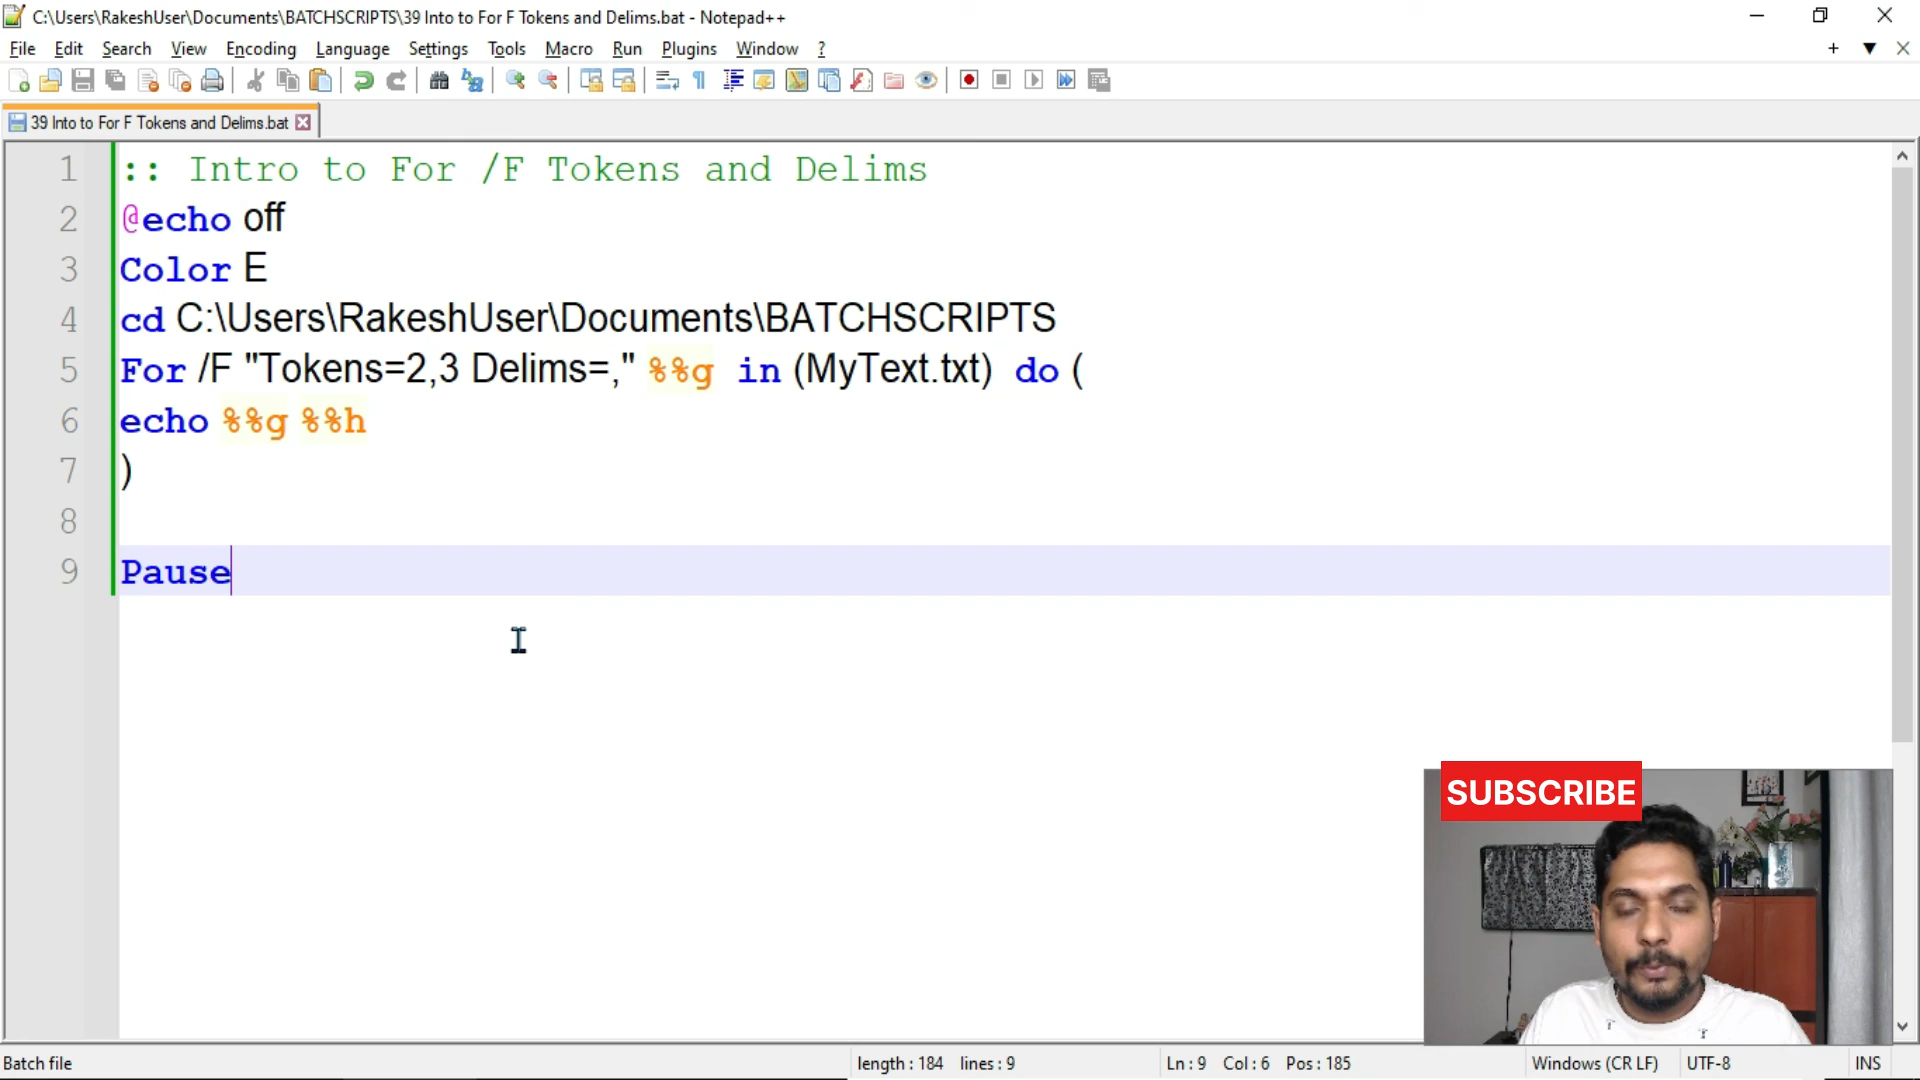 C:\Users\RakeshUser\Documents\BATCHSCRIPTS\39 Into to For F Tokens and Delims.bat - Notepad++
File Edit Search View Encoding Language Settings Tools Macro Run Plugins Window ?
39 Into to For F Tokens and Delims.bat
1 :: Intro to For /F Tokens and Delims
2 @echo off
3 Color E
4 cd C:\Users\RakeshUser\Documents\BATCHSCRIPTS
5 For /F "Tokens=2,3 Delims=," %%g in (MyText.txt) do (
6 echo %%g %%h
7 )
8
9 Pause
SUBSCRIBE
Batch file length : 184 lines : 9 Ln : 9 Col : 6 Pos : 185 Windows (CR LF) UTF-8 INS